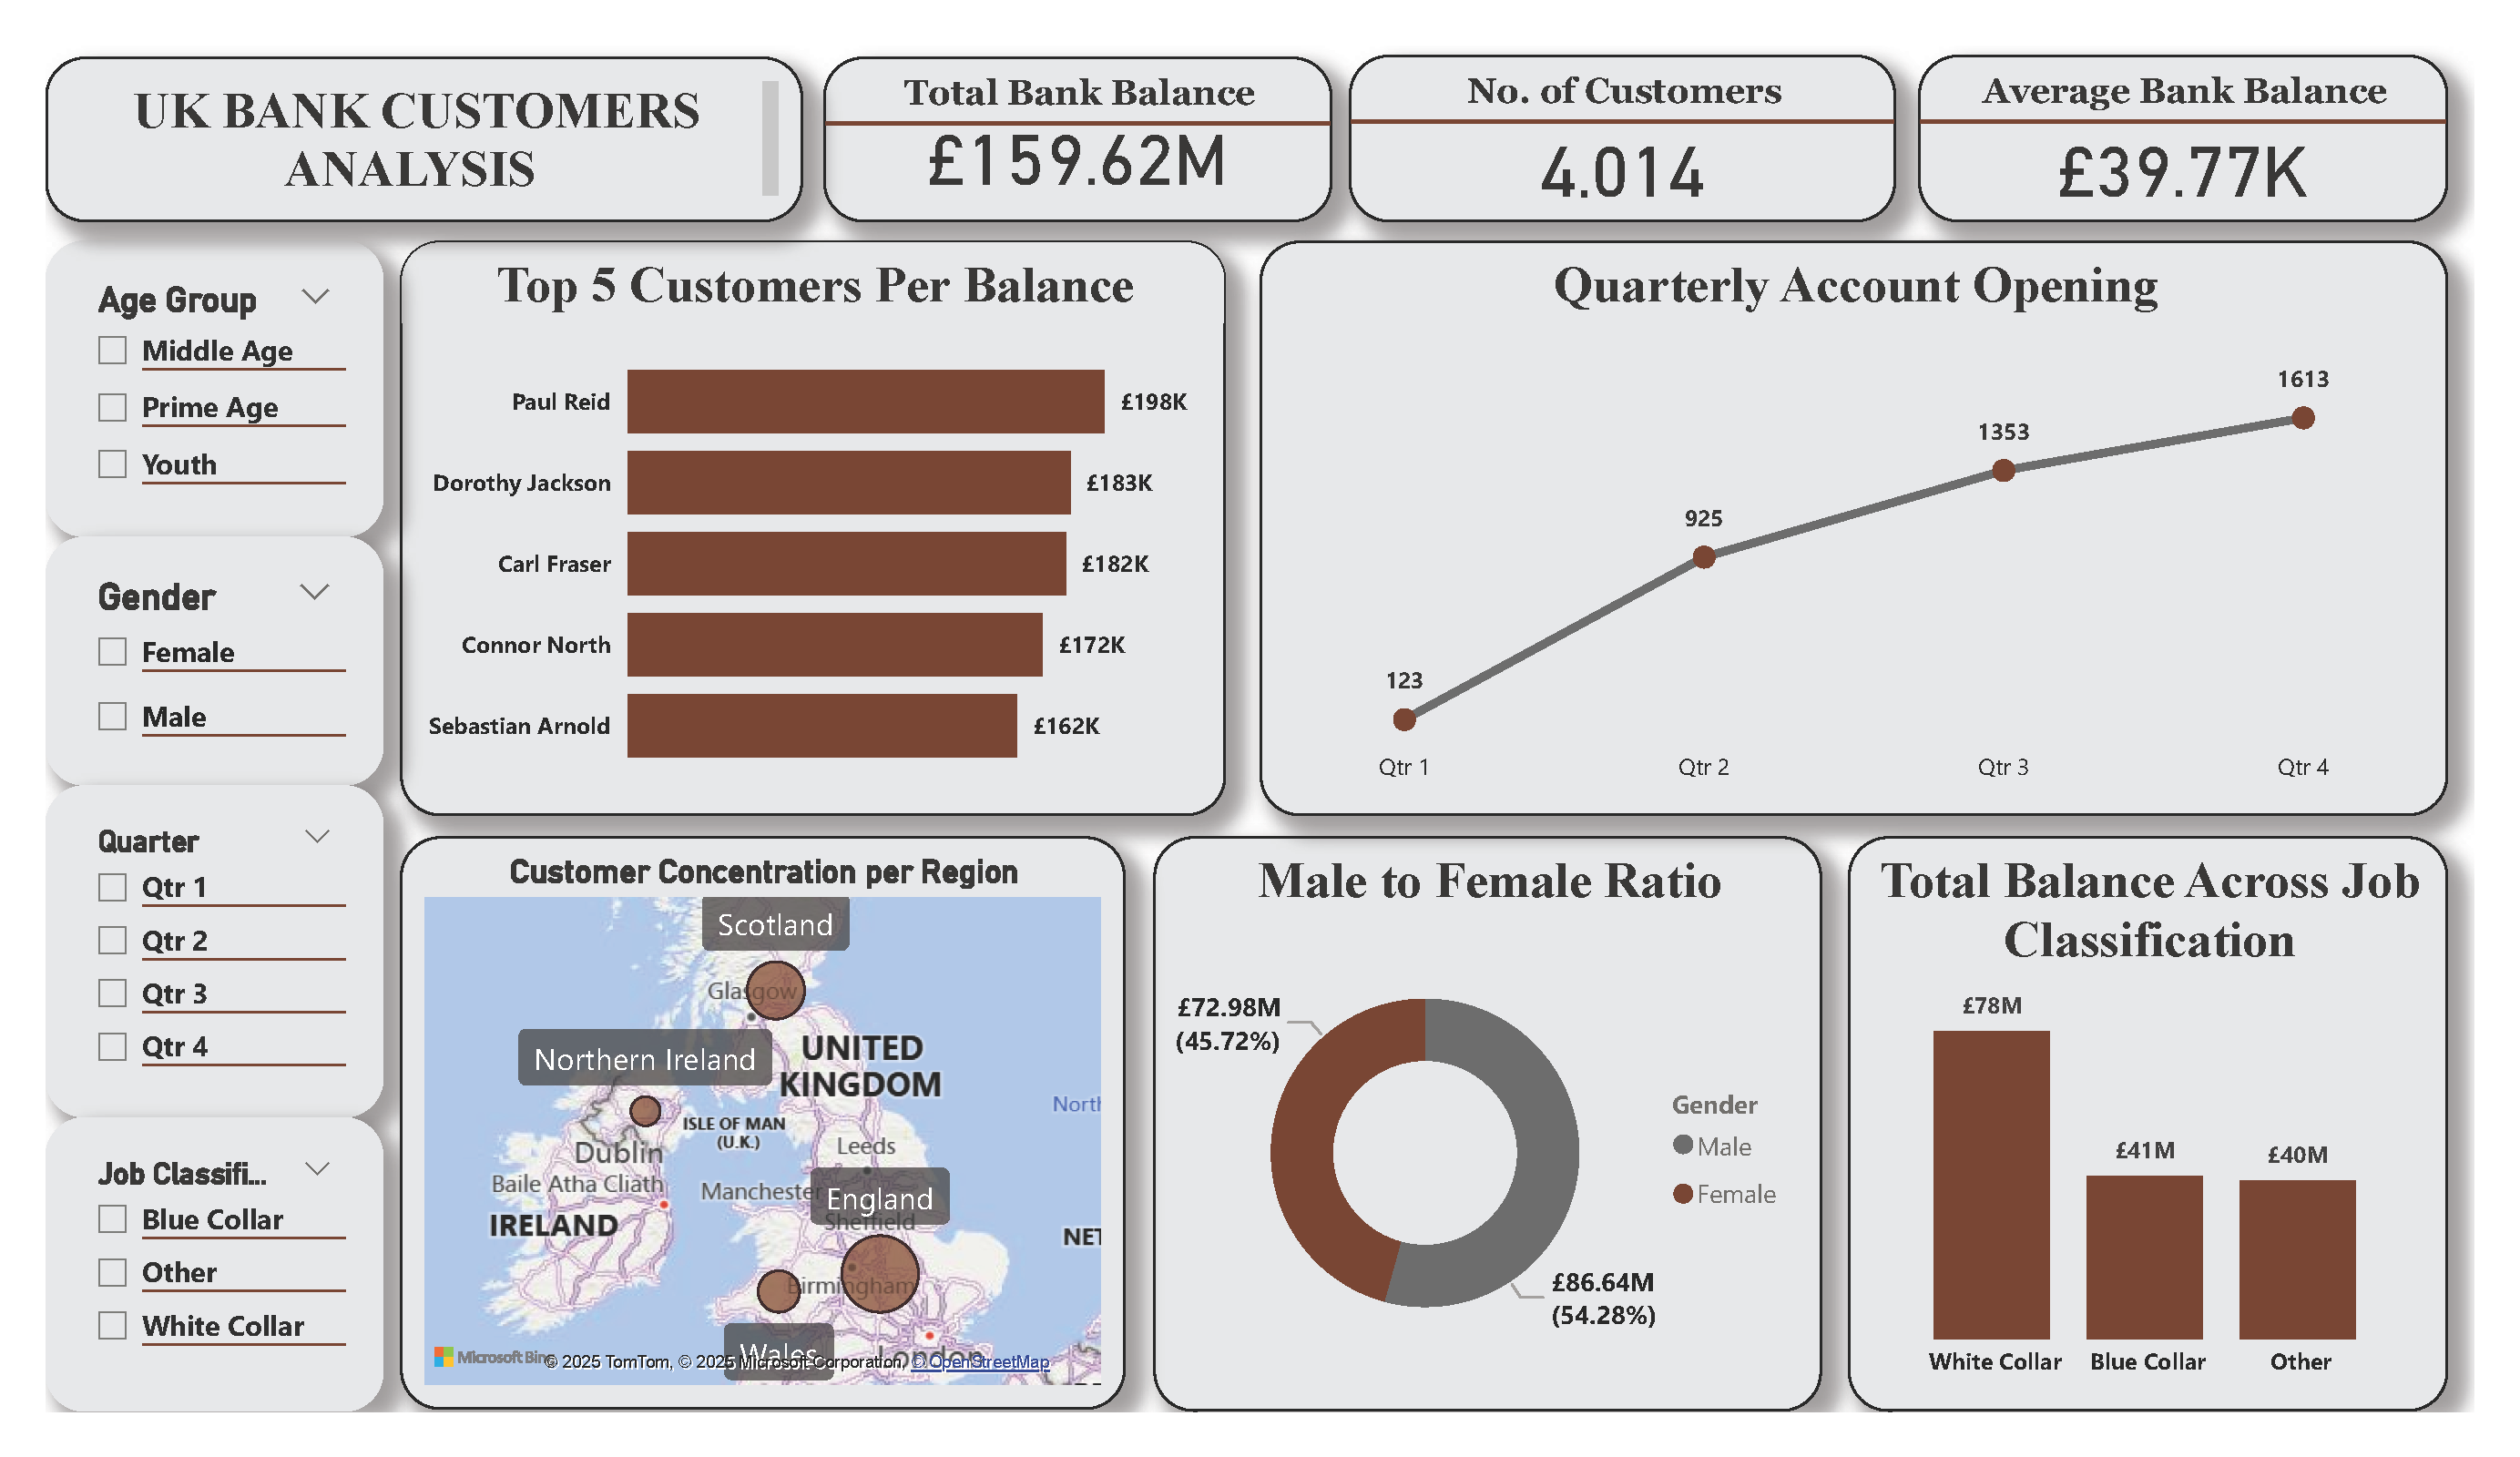 UK BANK CUSTOMERS
ANALYSIS
Total Bank Balance
£159.62M
No. of Customers
4.014
Average Bank Balance
£39.77K
Age Group
Middle Age
Prime Age
Youth
Gender
Female
Male
Quarter
Qtr 1
Qtr 2
Qtr 3
Qtr 4
Job Classifi...
Blue Collar
Other
White Collar
Top 5 Customers Per Balance
Paul Reid £198K
Dorothy Jackson £183K
Carl Fraser £182K
Connor North £172K
Sebastian Arnold £162K
Quarterly Account Opening
123
925
1353
1613
Qtr 1 Qtr 2 Qtr 3 Qtr 4
Customer Concentration per Region
Scotland
Glasgow
Northern Ireland
UNITED
KINGDOM
North
ISLE OF MAN
(U.K.)
Leeds
Dublin
Baile Atha Cliath
Manchester
England
Sheffield
IRELAND
NET
Birmingham
Wales
London
Microsoft Bing
© 2025 TomTom, © 2025 Microsoft Corporation, © OpenStreetMap
Male to Female Ratio
£72.98M
(45.72%)
£86.64M
(54.28%)
Gender
Male
Female
Total Balance Across Job
Classification
£78M
£41M
£40M
White Collar Blue Collar Other